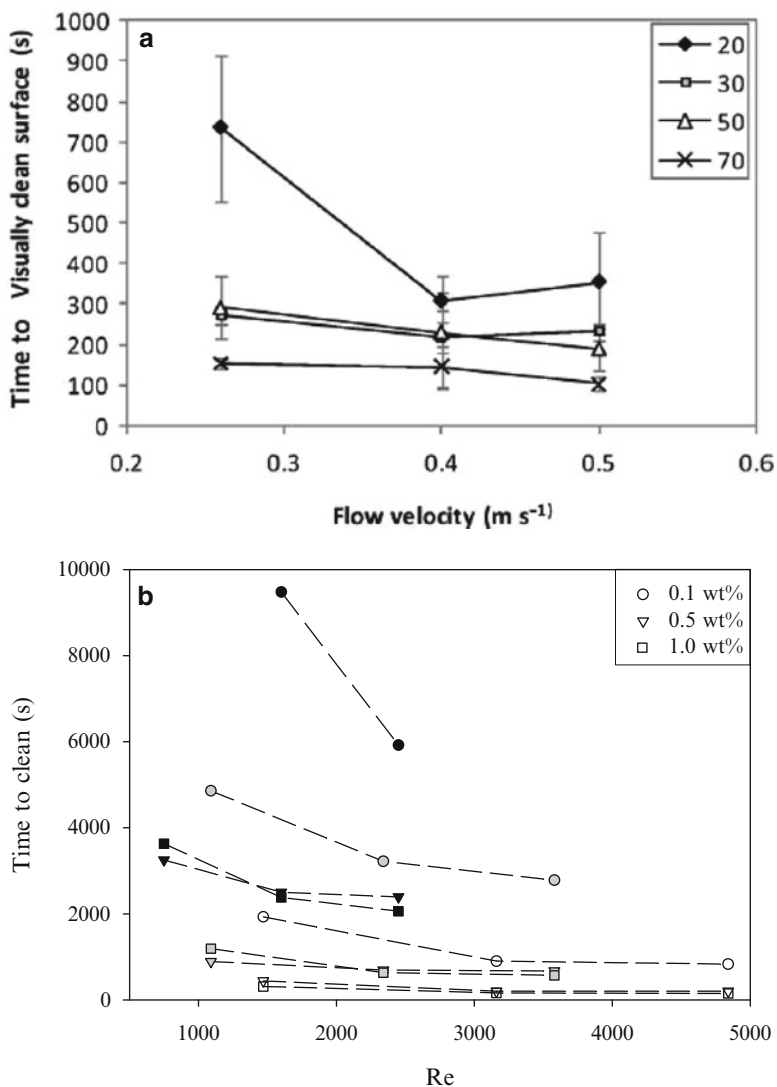 a
1000
900
800
700
600
500
400
300
200
100
0
Time to Visually clean surface (s)
20
30
50
70
0.2 0.3 0.4 0.5 0.6
Flow velocity (m s⁻¹)
b
10000
8000
6000
4000
2000
0
Time to clean (s)
0.1 wt%
0.5 wt%
1.0 wt%
1000 2000 3000 4000 5000
Re